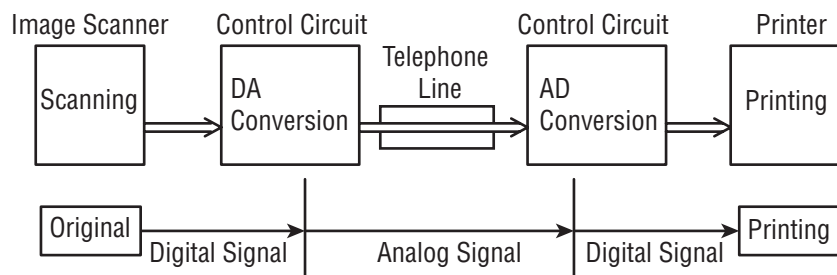 Image Scanner
Control Circuit
Control Circuit
Printer
Telephone
Line
Scanning
DA
Conversion
AD
Conversion
Printing
Original
Digital Signal
Analog Signal
Digital Signal
Printing